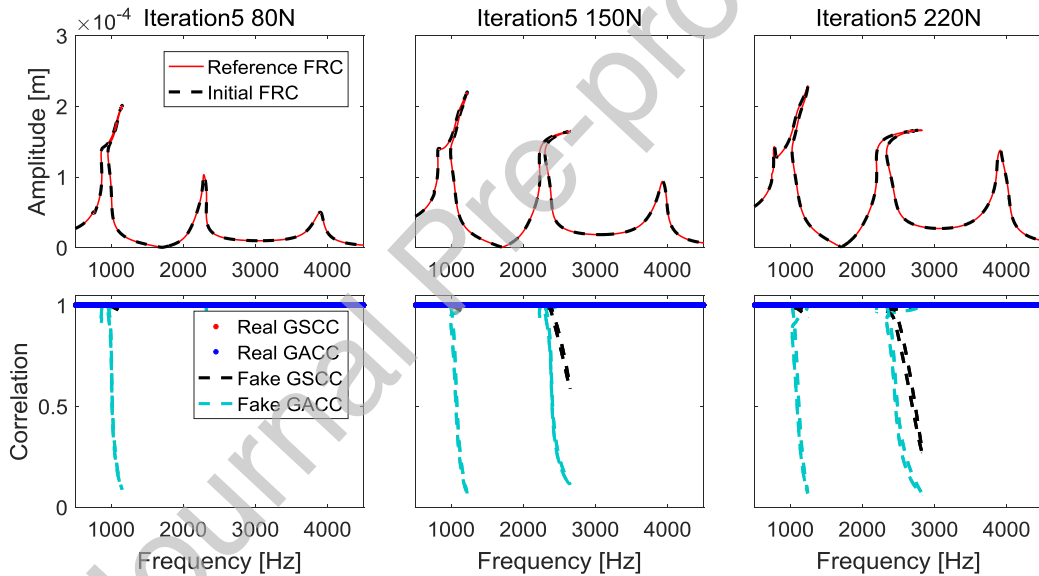 Iteration5 80N
Iteration5 150N
Iteration5 220N
×10⁻⁴
3
2
1
0
Amplitude [m]
Reference FRC
Initial FRC
1000 2000 3000 4000
1000 2000 3000 4000
1000 2000 3000 4000
1
0.5
0
Correlation
Real GSCC
Real GACC
Fake GSCC
Fake GACC
1000 2000 3000 4000
1000 2000 3000 4000
1000 2000 3000 4000
Frequency [Hz]
Frequency [Hz]
Frequency [Hz]
Journal Pre-pro